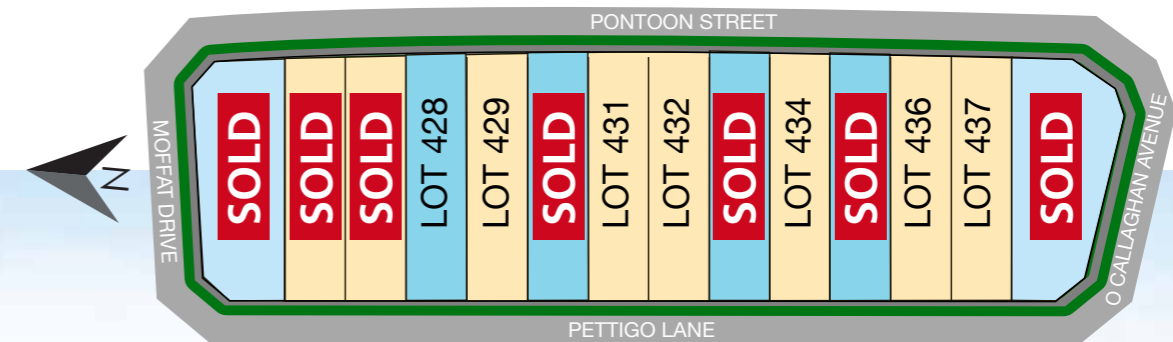 PONTOON STREET
MOFFAT DRIVE
N
SOLD
SOLD
SOLD
LOT 428
LOT 429
SOLD
LOT 431
LOT 432
SOLD
LOT 434
SOLD
LOT 436
LOT 437
SOLD
O CALLAGHAN AVENUE
PETTIGO LANE